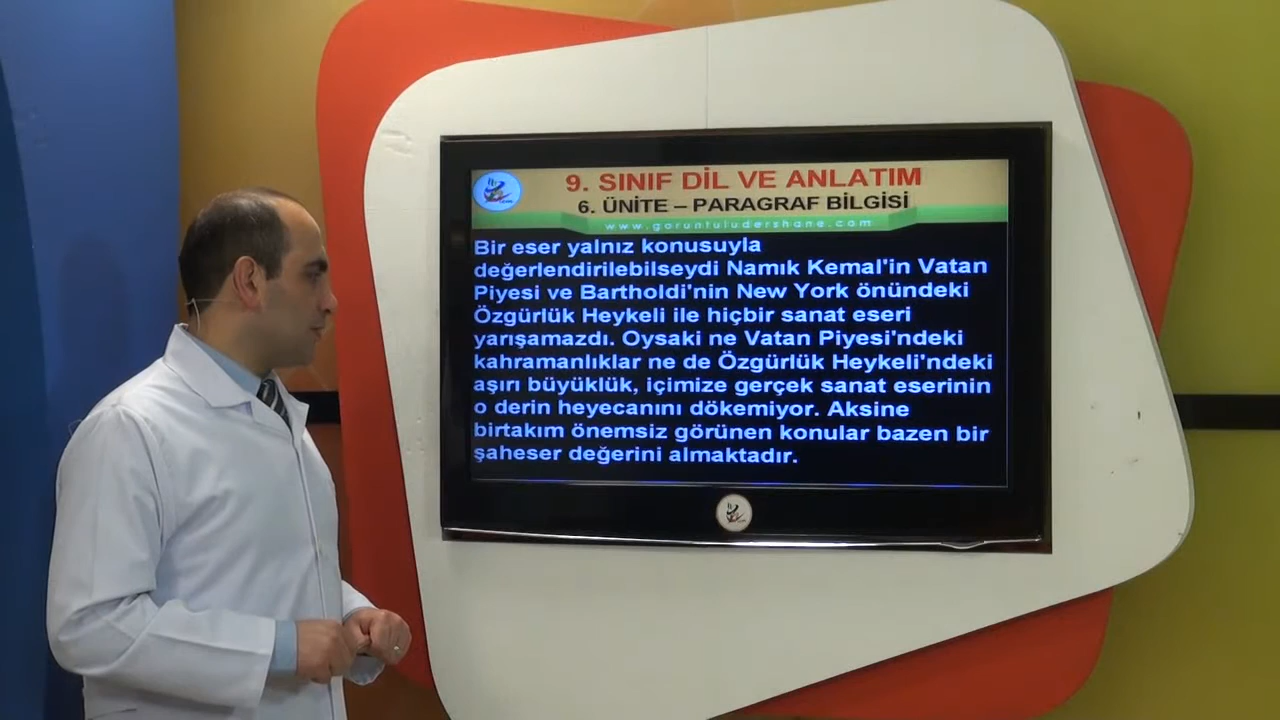 9. SINIF DİL VE ANLATIM
6. ÜNİTE – PARAGRAF BİLGİSİ
www.goruntuludershane.com
Bir eser yalnız konusuyla
değerlendirilebilseydi Namık Kemal'in Vatan
Piyesi ve Bartholdi'nin New York önündeki
Özgürlük Heykeli ile hiçbir sanat eseri
yarışamazdı. Oysaki ne Vatan Piyesi'ndeki
kahramanlıklar ne de Özgürlük Heykeli'ndeki
aşırı büyüklük, içimize gerçek sanat eserinin
o derin heyecanını dökemiyor. Aksine
birtakım önemsiz görünen konular bazen bir
şaheser değerini almaktadır.